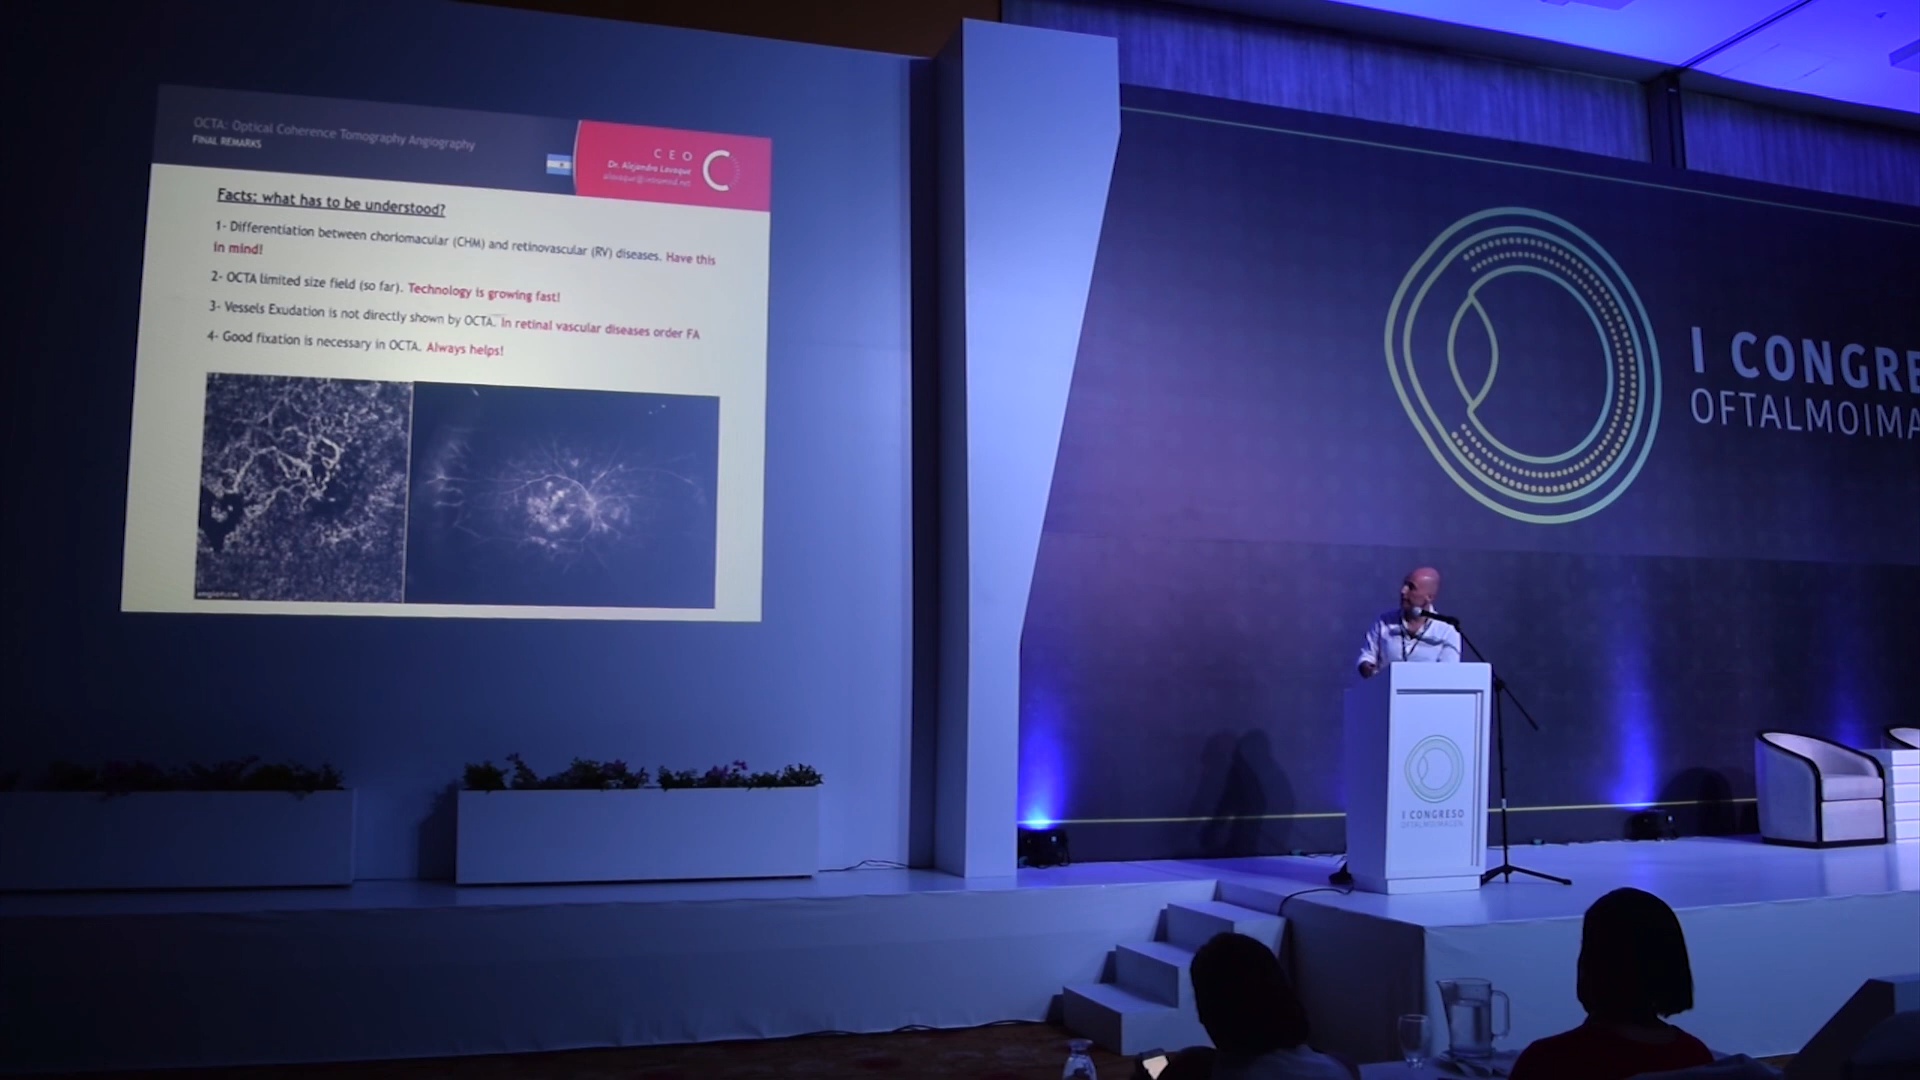 OCTA: Optical Coherence Tomography Angiography
FINAL REMARKS
CEO
Dr. Alejandro Lavaque
alavaque@intramed.net
Facts: what has to be understood?
1- Differentiation between choriomacular (CHM) and retinovascular (RV) diseases. Have this
in mind!
2- OCTA limited size field (so far). Technology is growing fast!
3- Vessels Exudation is not directly shown by OCTA. In retinal vascular diseases order FA
4- Good fixation is necessary in OCTA. Always helps!
I CONGRE
OFTALMOIMA
I CONGRESO
OFTALMOIMAGEN